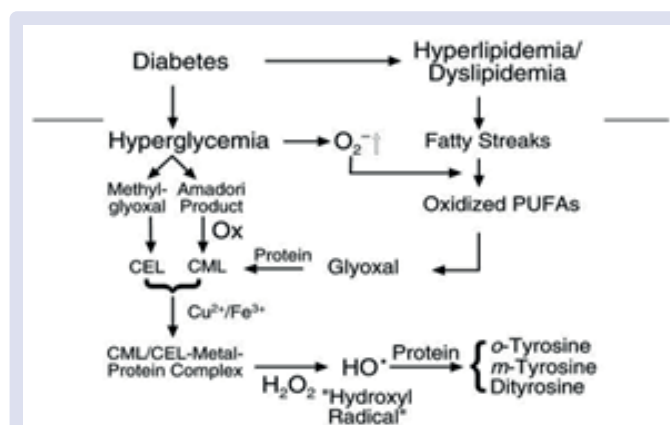 Diabetes
Hyperlipidemia/
Dyslipidemia
Hyperglycemia
O₂⁻↑
Fatty Streaks
Methyl-
glyoxal
Amadori
Product
Oxidized PUFAs
Ox
CEL
CML
Protein
Glyoxal
Cu²⁺/Fe³⁺
CML/CEL-Metal-
Protein Complex
H₂O₂
HO•
"Hydroxyl
Radical"
Protein
o-Tyrosine
m-Tyrosine
Dityrosine